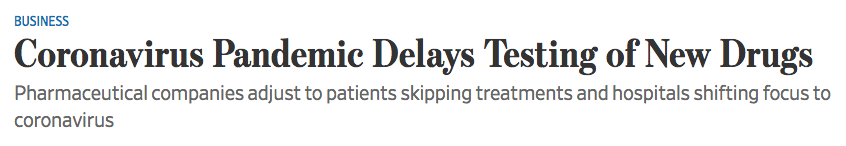 BUSINESS
Coronavirus Pandemic Delays Testing of New Drugs
Pharmaceutical companies adjust to patients skipping treatments and hospitals shifting focus to
coronavirus